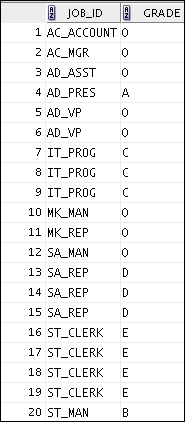 JOB_ID GRADE
1 AC_ACCOUNT O
2 AC_MGR O
3 AD_ASST O
4 AD_PRES A
5 AD_VP O
6 AD_VP O
7 IT_PROG C
8 IT_PROG C
9 IT_PROG C
10 MK_MAN O
11 MK_REP O
12 SA_MAN O
13 SA_REP D
14 SA_REP D
15 SA_REP D
16 ST_CLERK E
17 ST_CLERK E
18 ST_CLERK E
19 ST_CLERK E
20 ST_MAN B